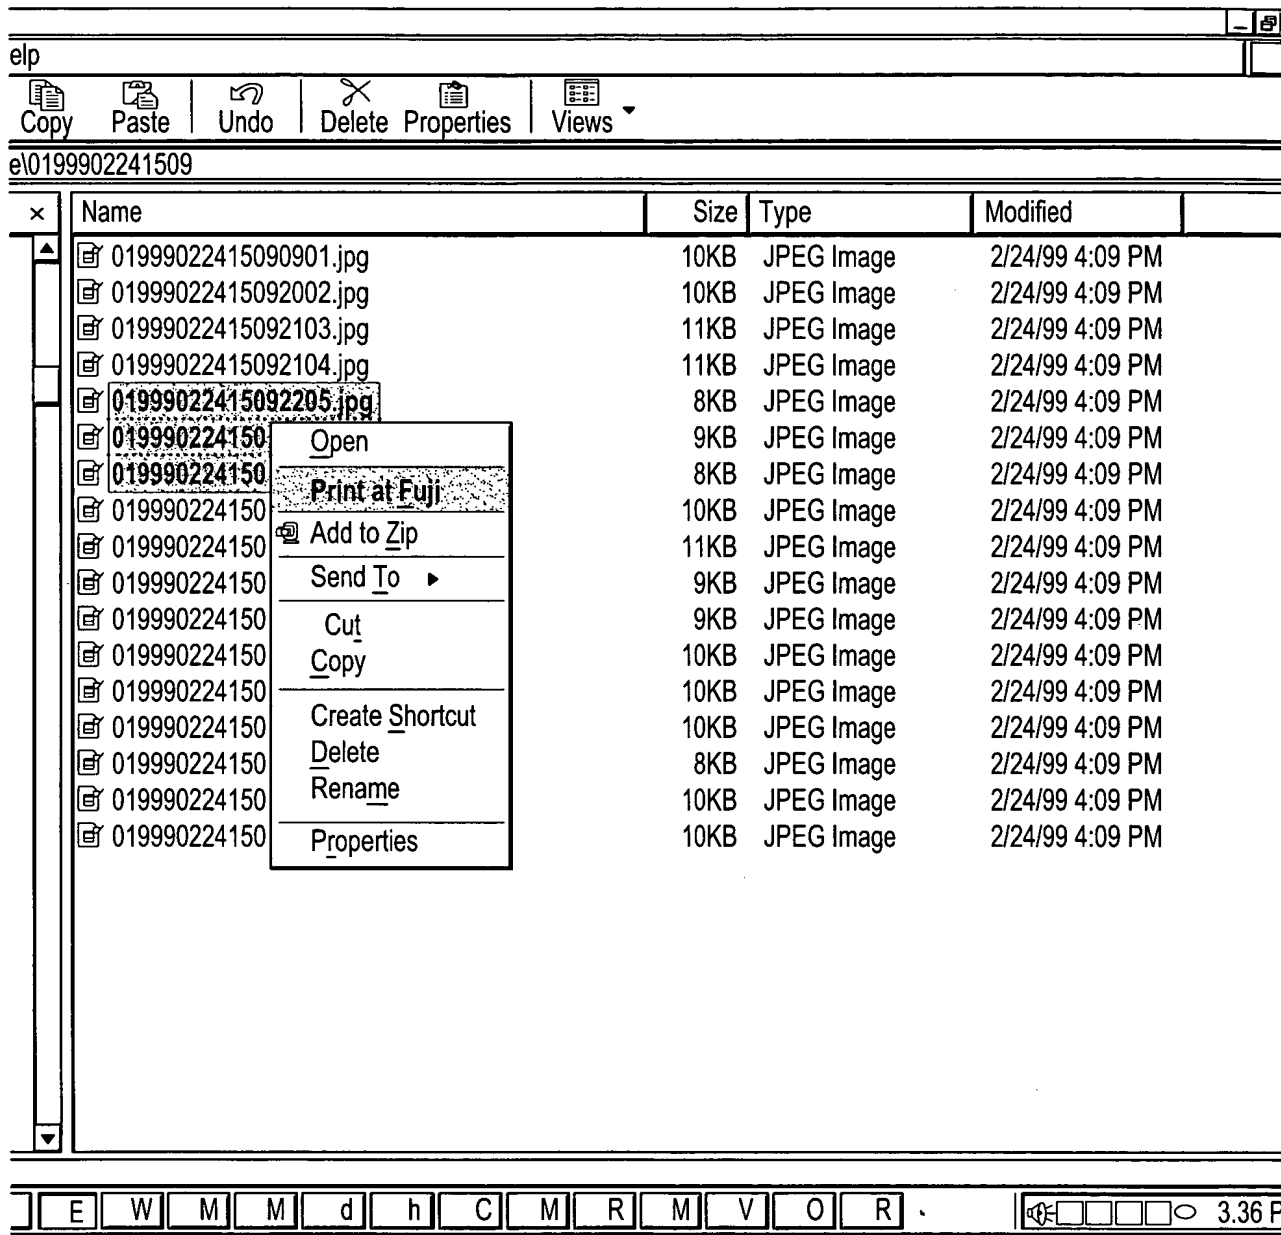 elp
Copy Paste Undo Delete Properties Views
e\0199902241509
× Name Size Type Modified
01999022415090901.jpg 10KB JPEG Image 2/24/99 4:09 PM
01999022415092002.jpg 10KB JPEG Image 2/24/99 4:09 PM
01999022415092103.jpg 11KB JPEG Image 2/24/99 4:09 PM
01999022415092104.jpg 11KB JPEG Image 2/24/99 4:09 PM
01999022415092205.jpg 8KB JPEG Image 2/24/99 4:09 PM
019990224150 9KB JPEG Image 2/24/99 4:09 PM
019990224150 8KB JPEG Image 2/24/99 4:09 PM
019990224150 10KB JPEG Image 2/24/99 4:09 PM
019990224150 11KB JPEG Image 2/24/99 4:09 PM
019990224150 9KB JPEG Image 2/24/99 4:09 PM
019990224150 9KB JPEG Image 2/24/99 4:09 PM
019990224150 10KB JPEG Image 2/24/99 4:09 PM
019990224150 10KB JPEG Image 2/24/99 4:09 PM
019990224150 10KB JPEG Image 2/24/99 4:09 PM
019990224150 8KB JPEG Image 2/24/99 4:09 PM
019990224150 10KB JPEG Image 2/24/99 4:09 PM
019990224150 10KB JPEG Image 2/24/99 4:09 PM
Open
Print at Fuji
Add to Zip
Send To
Cut
Copy
Create Shortcut
Delete
Rename
Properties
E W M M d h C M R M V O R 3.36 P